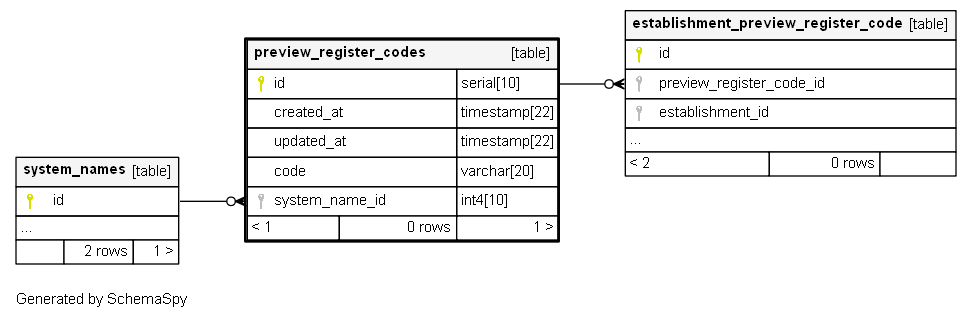 establishment_preview_register_code [table]
id
preview_register_code_id
establishment_id
...
< 2 0 rows
preview_register_codes [table]
id serial[10]
created_at timestamp[22]
updated_at timestamp[22]
code varchar[20]
system_name_id int4[10]
< 1 0 rows 1 >
system_names [table]
id
...
2 rows 1 >
Generated by SchemaSpy